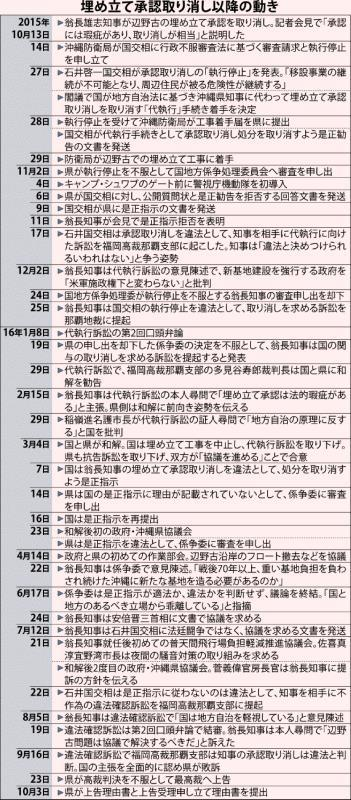 埋め立て承認取り消し以降の動き
2015年
10月13日
▶翁長雄志知事が辺野古の埋め立て承認を取り消し。記者会見で「承認
には瑕疵があり、取り消しが相当」と説明した
14日
▶沖縄防衛局が国交相に行政不服審査法に基づく審査請求と執行停止
を申し立て
27日
▶石井啓一国交相が承認取り消しの「執行停止」を発表。「移設事業の継
続が不可能となり、周辺住民が被る危険性が継続する」
▶閣議で国が地方自治法に基づき沖縄県知事に代わって埋め立て承認
取り消しを取り消す「代執行」手続き着手を決定
28日
▶執行停止を受けて沖縄防衛局が工事着手届を県に提出
▶国交相が代執行手続きとして承認取り消し処分を取り消すよう是正勧
告の文書を発送
29日
▶防衛局が辺野古での埋め立て工事に着手
11月2日
▶県が執行停止を不服として国地方係争処理委員会へ審査を申し出
4日
▶キャンプ・シュワブのゲート前に警視庁機動隊を初導入
6日
▶県が国交相に対し、公開質問状と是正勧告を拒否する回答文書を発送
9日
▶国交相が県に是正指示の文書を発送
11日
▶翁長知事が会見で是正指示拒否を表明
17日
▶石井国交相は承認取り消しを違法として、知事を相手に代執行に向け
た訴訟を福岡高裁那覇支部に起こした。知事は「違法と決めつけられ
るいわれはない」と争う姿勢
12月2日
▶翁長知事は代執行訴訟の意見陳述で、新基地建設を強行する政府を
「米軍施政権下と変わらない」と批判
24日
▶国地方係争処理委が執行停止を不服とする翁長知事の審査申し出を却下
25日
▶翁長知事は国交相の執行停止を違法として、取り消しを求める訴訟を
那覇地裁に提起
16年1月8日
▶代執行訴訟の第2回口頭弁論
19日
▶県の申し出を却下した係争委の決定を不服として、翁長知事は国の関
与の取り消しを求める訴訟を提起すると発表
29日
▶代執行訴訟で、福岡高裁那覇支部の多見谷寿郎裁判長は国と県に和
解を勧告
2月15日
▶翁長知事は代執行訴訟の本人尋問で「埋め立て承認は法的瑕疵があ
る」と主張。県側は和解に前向き姿勢を伝える
29日
▶稲嶺進名護市長が代執行訴訟の証人尋問で「地方自治の原理に反す
る」と国を批判
3月4日
▶国と県が和解。国は埋め立て工事を中止し、代執行訴訟を取り下げ。
県も抗告訴訟を取り下げ、双方が「協議を進める」ことで合意
7日
▶国は翁長知事の埋め立て承認取り消しを違法として、処分を取り消す
よう是正指示
14日
▶県は国の是正指示に理由が記載されていないとして、係争委に審査
を申し出
16日
▶国は是正指示を再提出
23日
▶和解後初の政府・沖縄県協議会
▶県は是正指示を違法として、係争委に審査を申し出
4月14日
▶政府と県の初めての作業部会。辺野古沿岸のフロート撤去などを協議
22日
▶翁長知事は係争委で意見陳述。「戦後70年以上、重い基地負担を負わ
され続けた沖縄に新たな基地を造る必要があるのか」
6月17日
▶係争委は是正指示が適法か、違法かを判断せず、議論を終結。「国と
地方のあるべき立場から乖離している」と指摘
24日
▶翁長知事は安倍晋三首相に文書で協議を求める
7月12日
▶翁長知事は石井国交相に法廷闘争ではなく、協議を求める文書を発送
21日
▶翁長知事就任後初めての普天間飛行場負担軽減推進協議会。佐喜真
淳宜野湾市長は夜間の騒音対策の取り組みを求める
▶和解後2度目の政府・沖縄県協議会。菅義偉官房長官は翁長知事に提
訴の方針を伝える
22日
▶石井国交相は是正指示に従わないのは違法として、知事を相手に不
作為の違法確認訴訟を福岡高裁那覇支部に提起
8月5日
▶翁長知事は違法確認訴訟で「国は地方自治を軽視している」と意見陳述
19日
▶違法確認訴訟は第2回口頭弁論で結審。翁長知事は本人尋問で「辺野
古問題は協議で解決するべきだ」と訴えた
9月16日
▶違法確認訴訟で福岡高裁那覇支部は知事の承認取り消しは違法と判
断。国の主張を全面的に認め県が敗訴
23日
▶県が高裁判決を不服として最高裁へ上告
10月3日
▶県が上告理由書と上告受理申し立て理由書を提出